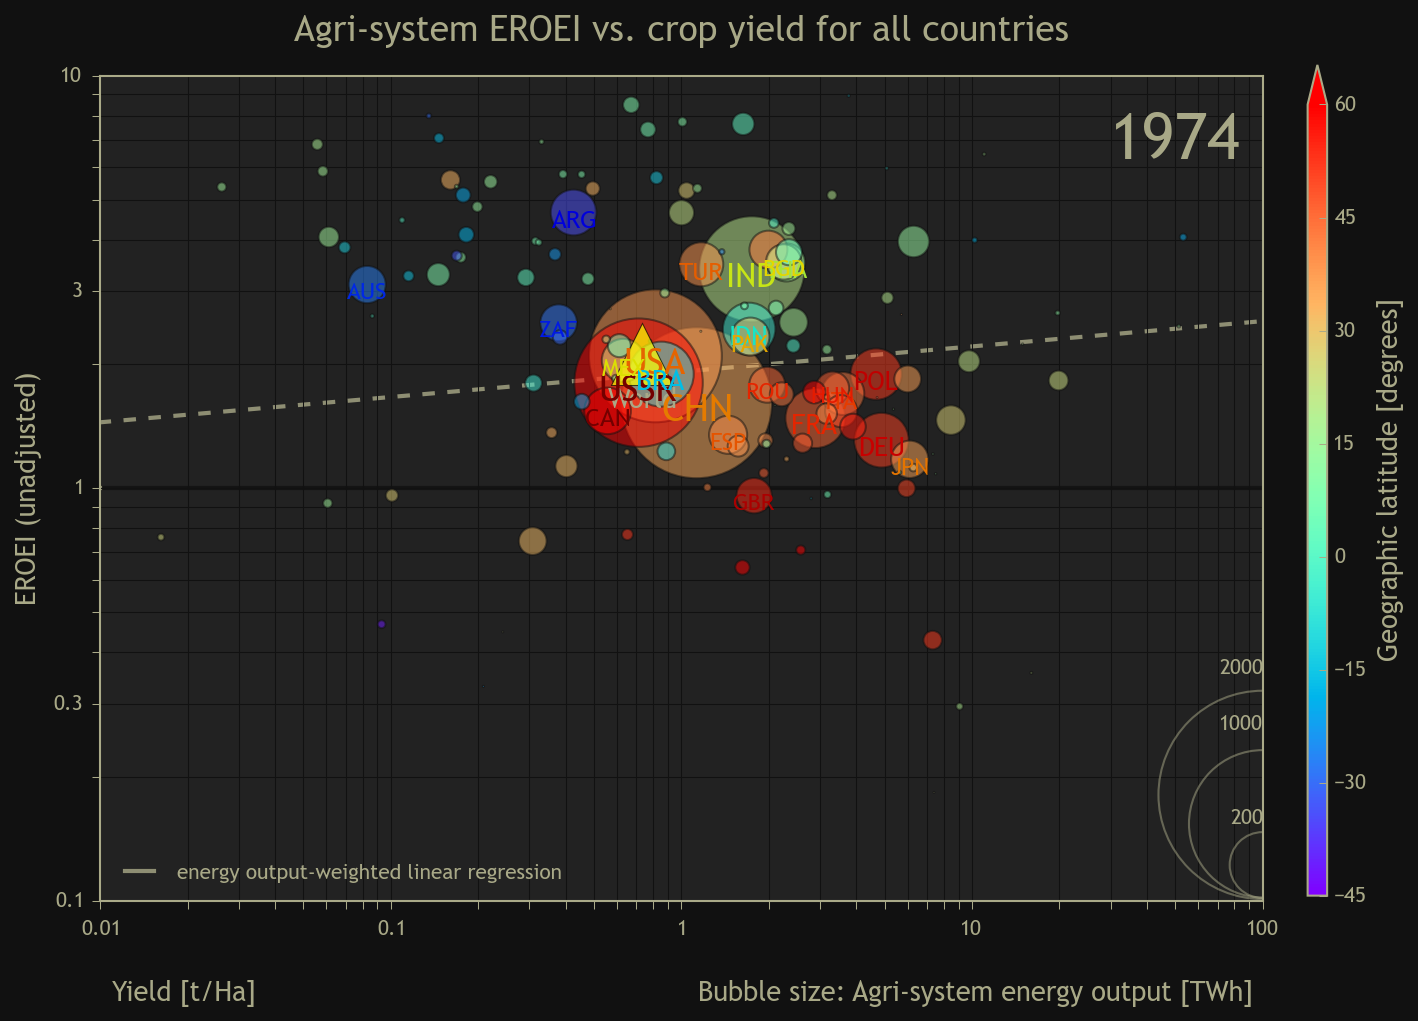 Agri-system EROEI vs. crop yield for all countries
1974
10
3
1
0.3
0.1
EROEI (unadjusted)
ARG
TUR
IND
BGD
AUS
ZAF
IDN
PAK
USA
BRA
USSR
World
CHN
CAN
ROU
POL
FRA
DEU
ESP
JPN
GBR
2000
1000
200
energy output-weighted linear regression
0.01
0.1
1
10
100
Yield [t/Ha]
Bubble size: Agri-system energy output [TWh]
60
45
30
15
0
−15
−30
−45
Geographic latitude [degrees]